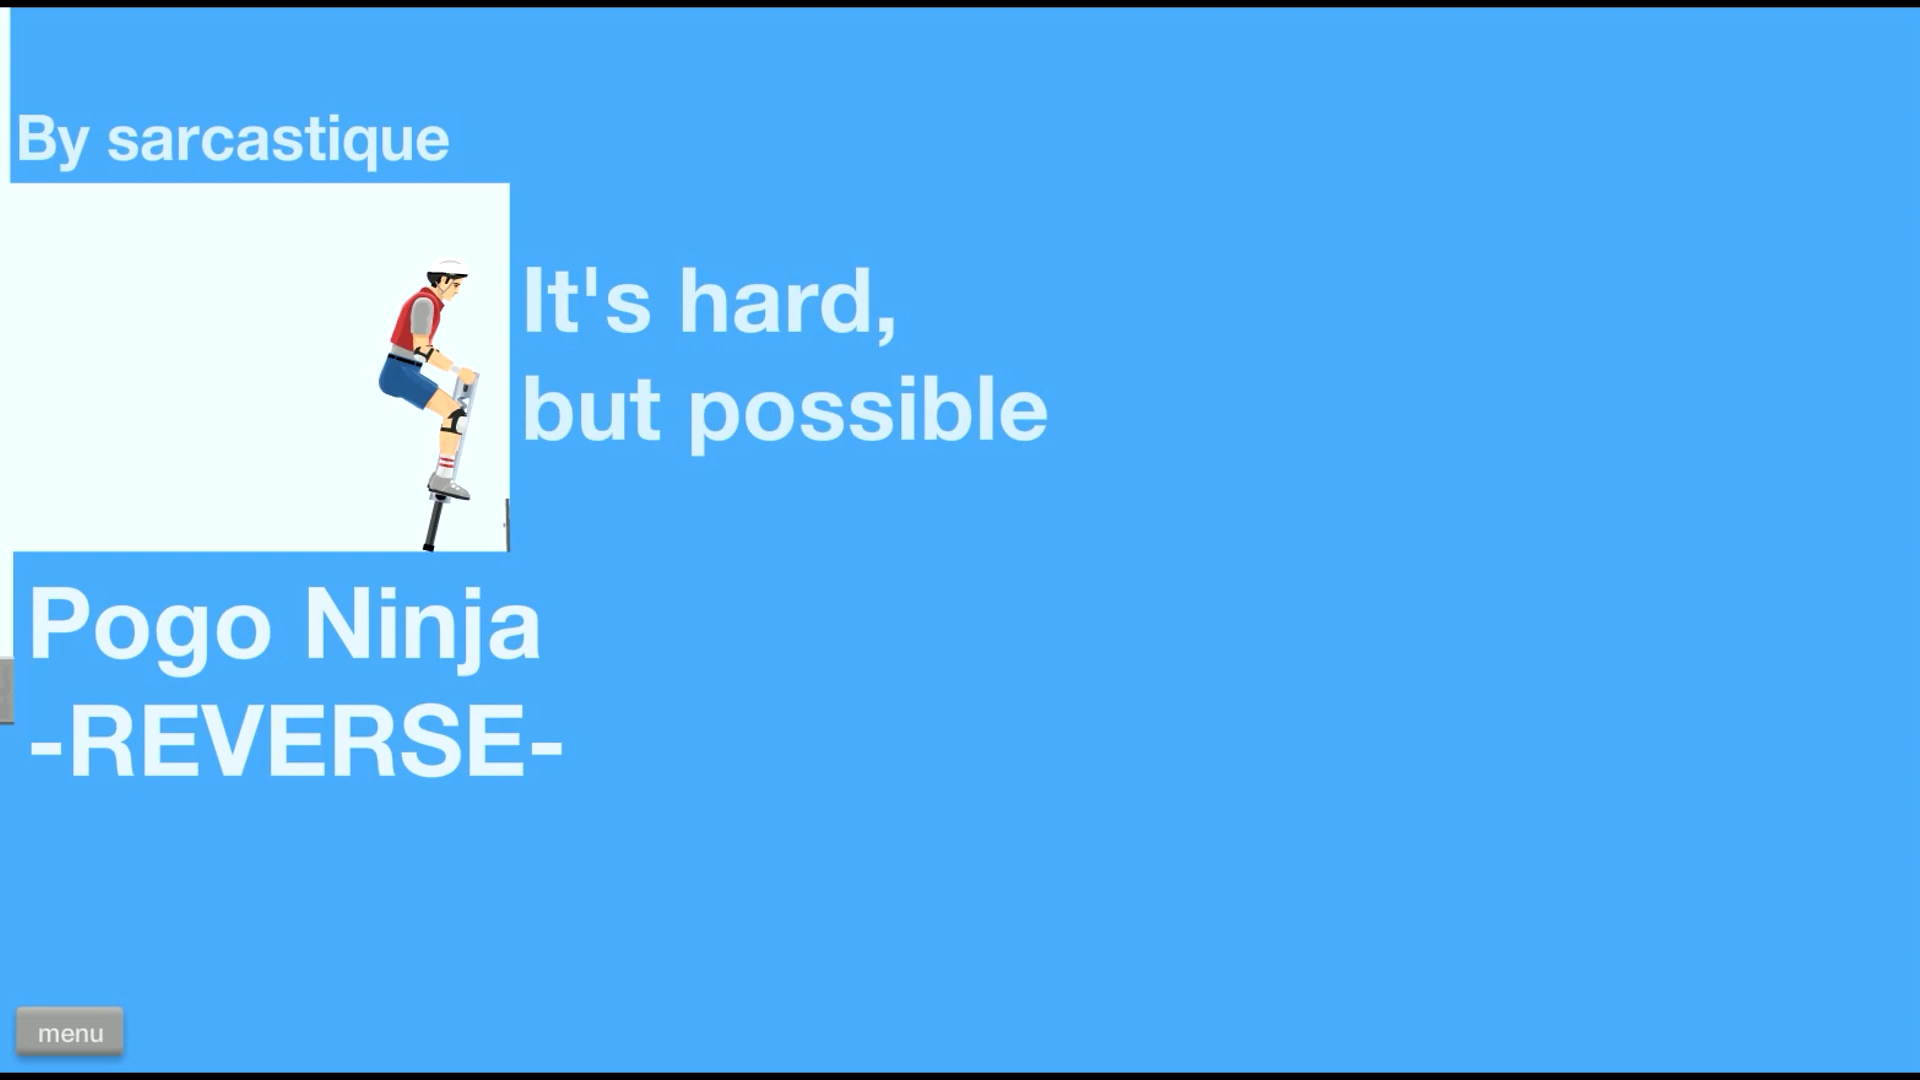 By sarcastique
It's hard,
but possible
Pogo Ninja
-REVERSE-
menu